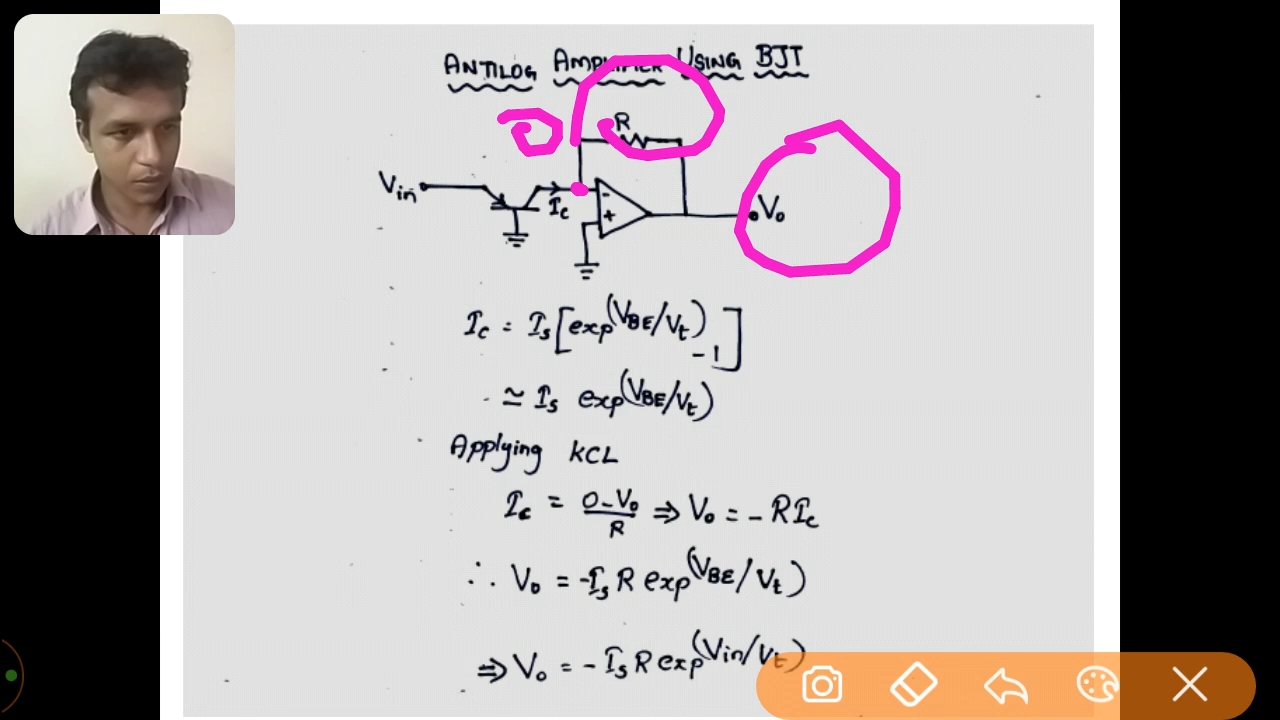 ANTILOG AMPLIFIER USING BJT
R
Vin
Ic
-
+
Vo
Ic = Is[exp(VBE/Vt) -1]
≃ Is exp(VBE/Vt)
Applying KCL
Ic = 0-Vo/R ⇒ Vo = -RIc
∴ Vo = -Is R exp(VBE/Vt)
⇒ Vo = - Is R exp(Vin/Vt)